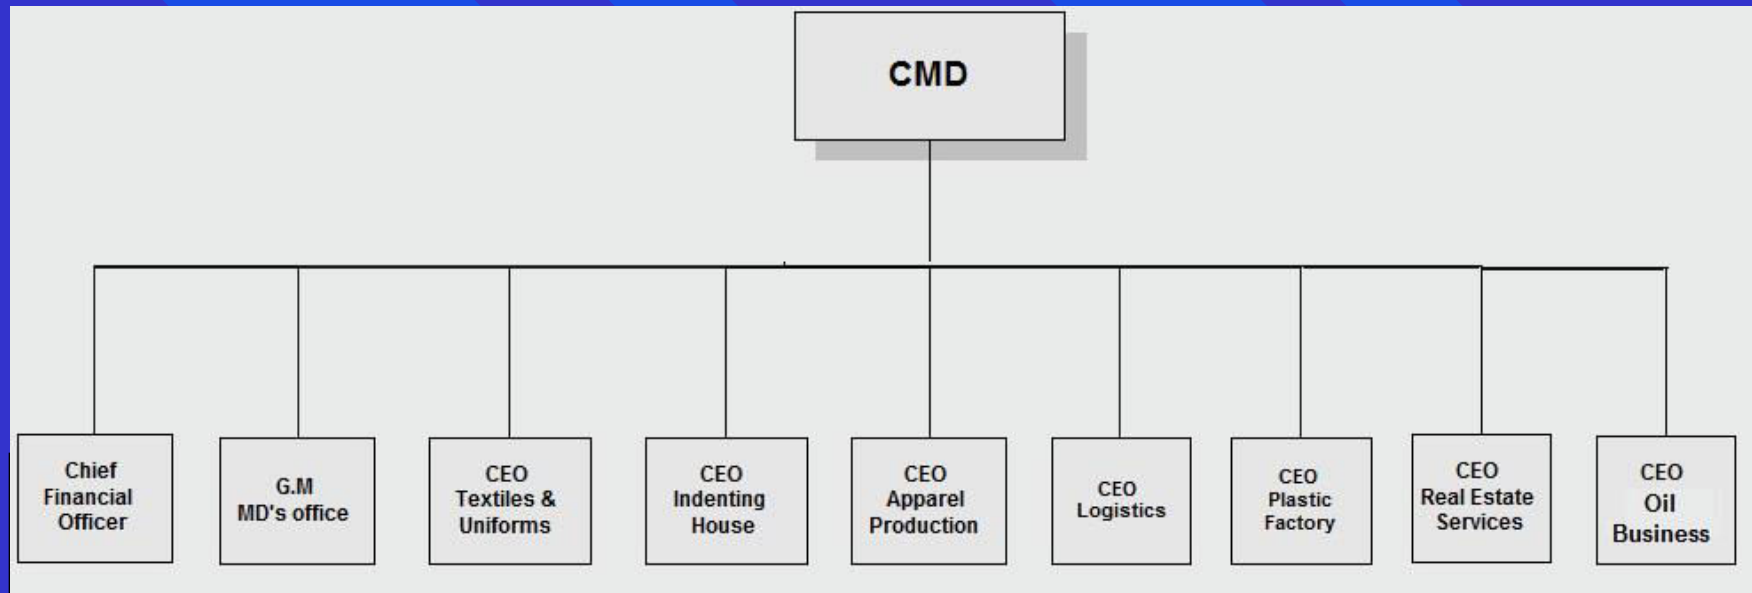 CMD
Chief
Financial
Officer
G.M
MD's office
CEO
Textiles &
Uniforms
CEO
Indenting
House
CEO
Apparel
Production
CEO
Logistics
CEO
Plastic
Factory
CEO
Real Estate
Services
CEO
Oil
Business